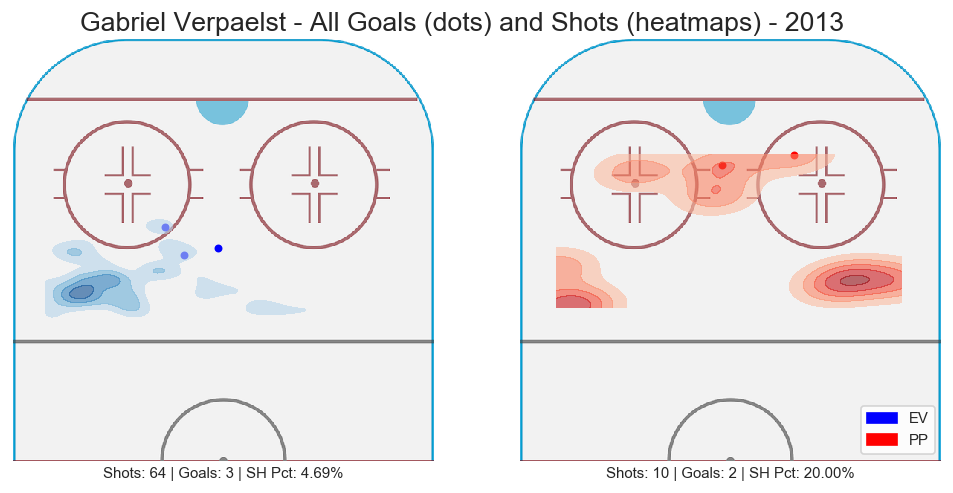 Gabriel Verpaelst - All Goals (dots) and Shots (heatmaps) - 2013
EV
PP
Shots: 64 | Goals: 3 | SH Pct: 4.69%
Shots: 10 | Goals: 2 | SH Pct: 20.00%